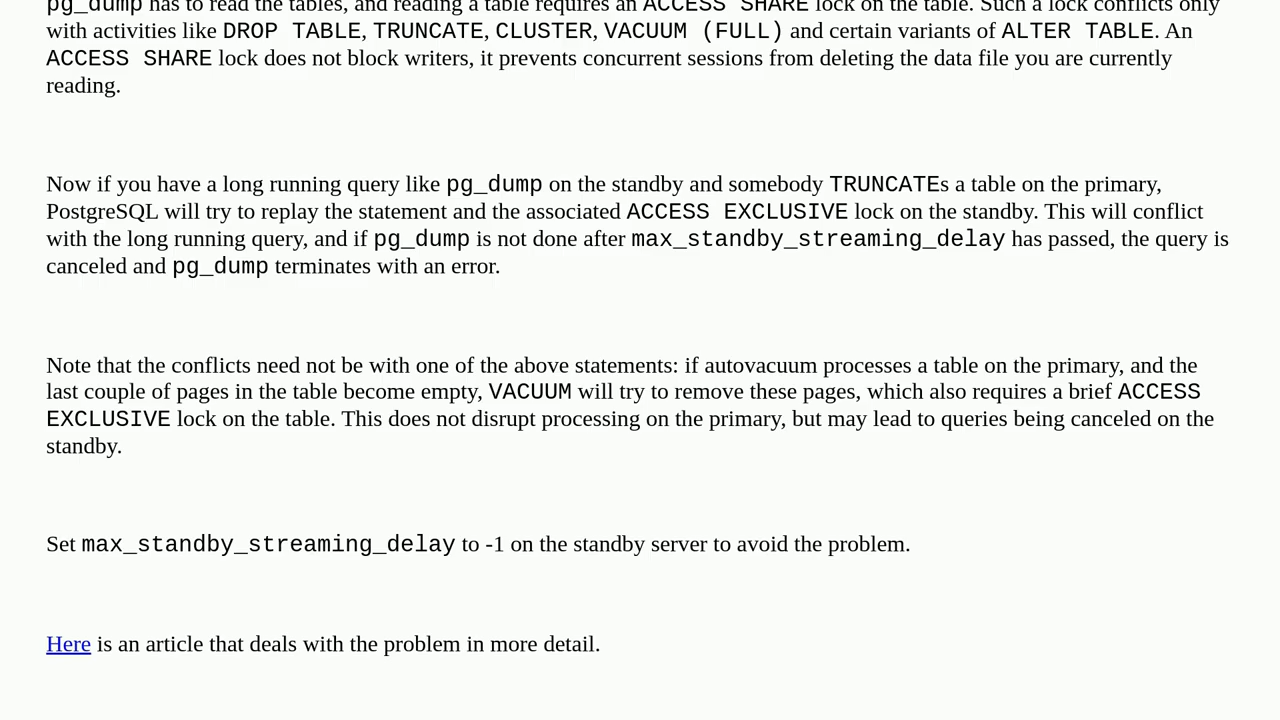 pg_dump has to read the tables, and reading a table requires an ACCESS SHARE lock on the table. Such a lock conflicts only
with activities like DROP TABLE, TRUNCATE, CLUSTER, VACUUM (FULL) and certain variants of ALTER TABLE. An
ACCESS SHARE lock does not block writers, it prevents concurrent sessions from deleting the data file you are currently
reading.
Now if you have a long running query like pg_dump on the standby and somebody TRUNCATEs a table on the primary,
PostgreSQL will try to replay the statement and the associated ACCESS EXCLUSIVE lock on the standby. This will conflict
with the long running query, and if pg_dump is not done after max_standby_streaming_delay has passed, the query is
canceled and pg_dump terminates with an error.
Note that the conflicts need not be with one of the above statements: if autovacuum processes a table on the primary, and the
last couple of pages in the table become empty, VACUUM will try to remove these pages, which also requires a brief ACCESS
EXCLUSIVE lock on the table. This does not disrupt processing on the primary, but may lead to queries being canceled on the
standby.
Set max_standby_streaming_delay to -1 on the standby server to avoid the problem.
Here is an article that deals with the problem in more detail.